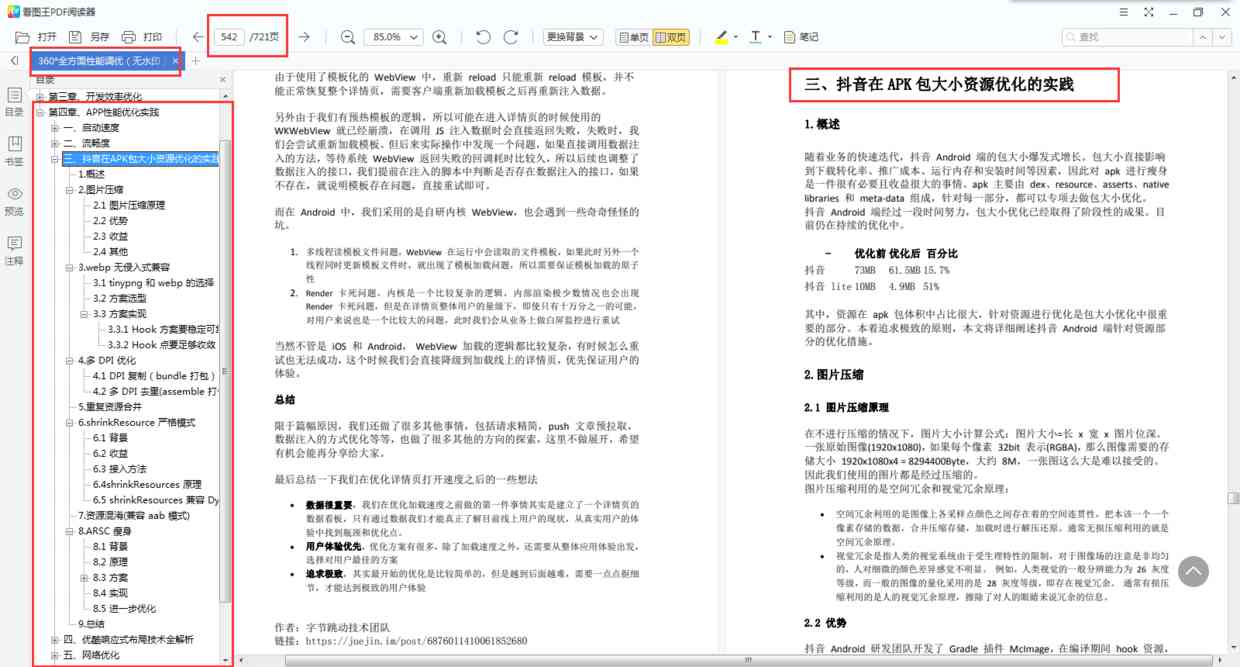 看图王PDF阅读器
打开 另存 打印 542 /721页 85.0% 更换背景 单页 双页 T 笔记 查找
360°全方面性能调优（无水印
目录
书签
预览
注释
目录
第三章、开发效率优化
第四章、APP性能优化实践
一、启动速度
二、流畅度
三、抖音在APK包大小资源优化的实践
1.概述
2.图片压缩
2.1 图片压缩原理
2.2 优势
2.3 收益
2.4 其他
3.webp 无侵入式兼容
3.1 tinypng 和 webp 的选择
3.2 方案选型
3.3 方案实现
3.3.1 Hook 方案要稳定可
3.3.2 Hook 点要足够收敛
4.多 DPI 优化
4.1 DPI 复制（bundle 打包）
4.2 多 DPI 去重(assemble 打
5.重复资源合并
6.shrinkResource 严格模式
6.1 背景
6.2 收益
6.3 接入方法
6.4shrinkResources 原理
6.5 shrinkResources 兼容 Dy
7.资源混淆(兼容 aab 模式)
8.ARSC 瘦身
8.1 背景
8.2 原理
8.3 方案
8.4 实现
8.5 进一步优化
9.总结
四、优酷响应式布局技术全解析
五、网络优化
由于使用了模板化的 WebView 中，重新 reload 只能重新 reload 模板，并不
能正常恢复整个详情页，需要客户端重新加载模板之后再重新注入数据。
另外由于我们有预热模板的逻辑，所以可能在进入详情页的时候使用的
WKWebView 就已经崩溃，在调用 JS 注入数据时会直接返回失败，失败时，我
们会尝试重新加载模板，但后来实际操作中发现一个问题，如果直接调用数据注
入的方法，等待系统 WebView 返回失败的回调耗时比较久，所以后续也调整了
数据注入的接口，我们提前在注入的脚本中判断是否存在数据注入的接口，如果
不存在，就说明模板存在问题，直接重试即可。
而在 Android 中，我们采用的是自研内核 WebView，也会遇到一些奇奇怪怪的
坑。
1. 多线程读模板文件问题，WebView 在运行中会读取的文件模板，如果此时另外一个
线程同时更新模板文件时，就出现了模板加载问题，所以需要保证模板加载的原子
性
2. Render 卡死问题，内核是一个比较复杂的逻辑，内部渲染极少数情况也会出现
Render 卡死问题，但是在详情页整体用户的量级下，即使只有十万分之一的可能，
对用户来说也是一个比较大的问题，此时我们会从业务上做白屏监控进行重试
当然不管是 iOS 和 Android， WebView 加载的逻辑都比较复杂，有时候怎么重
试也无法成功，这个时候我们会直接降级到加载线上的详情页，优先保证用户的
体验。
总结
限于篇幅原因，我们还做了很多其他事情，包括请求精简，push 文章预拉取，
数据注入的方式优化等等，也做了很多其他的方向的探索，这里不做展开，希望
有机会能再分享给大家。
最后总结一下我们在优化详情页打开速度之后的一些想法
• 数据很重要，我们在优化加载速度之前做的第一件事情其实是建立了一个详情页的
数据看板，只有通过数据我们才能真正了解目前线上用户的现状，从真实用户的体
验中找到瓶颈和优化点。
• 用户体验优先，优化方案有很多，除了加载速度之外，还需要从整体应用体验出发，
选择对用户最佳的方案
• 追求极致，其实最开始的优化是比较简单的，但是越到后面越难，需要一点点抠细
节，才能达到极致的用户体验
作者：字节跳动技术团队
链接：https://juejin.im/post/6876011410061852680
三、抖音在 APK 包大小资源优化的实践
1.概述
随着业务的快速迭代，抖音 Android 端的包大小爆发式增长。包大小直接影响
到下载转化率、推广成本、运行内存和安装时间等因素，因此对 apk 进行瘦身
是一件很有必要且收益很大的事情。apk 主要由 dex、resource、asserts、native
libraries 和 meta-data 组成，针对每一部分，都可以专项去做包大小优化。
抖音 Android 端经过一段时间努力，包大小优化已经取得了阶段性的成果。目
前仍在持续的优化中。
– 优化前 优化后 百分比
抖音 73MB 61.5MB 15.7%
抖音 lite 10MB 4.9MB 51%
其中，资源在 apk 包体积中占比很大，针对资源进行优化是包大小优化中很重
要的部分。本着追求极致的原则，本文将详细阐述抖音 Android 端针对资源部
分的优化措施。
2.图片压缩
2.1 图片压缩原理
在不进行压缩的情况下，图片大小计算公式：图片大小=长 x 宽 x 图片位深。
一张原始图像(1920x1080)，如果每个像素 32bit 表示(RGBA)，那么图像需要的存
储大小 1920x1080x4 = 8294400Byte，大约 8M，一张图这么大是难以接受的。
因此我们使用的图片都是经过压缩的。
图片压缩利用的是空间冗余和视觉冗余原理：
• 空间冗余利用的是图像上各采样点颜色之间存在着的空间连贯性，把本该一个一个
像素存储的数据，合并压缩存储，加载时进行解压还原。通常无损压缩利用的就是
空间冗余原理。
• 视觉冗余是指人类的视觉系统由于受生理特性的限制，对于图像场的注意是非均匀
的，人对细微的颜色差异感觉不明显。 例如，人类视觉的一般分辨能力为 26 灰度
等级，而一般的图像的量化采用的是 28 灰度等级，即存在视觉冗余。 通常有损压
缩利用的是人的视觉冗余原理，擦除了对人的眼睛来说冗余的信息。
2.2 优势
抖音 Android 研发团队开发了 Gradle 插件 McImage，在编译期间 hook 资源，